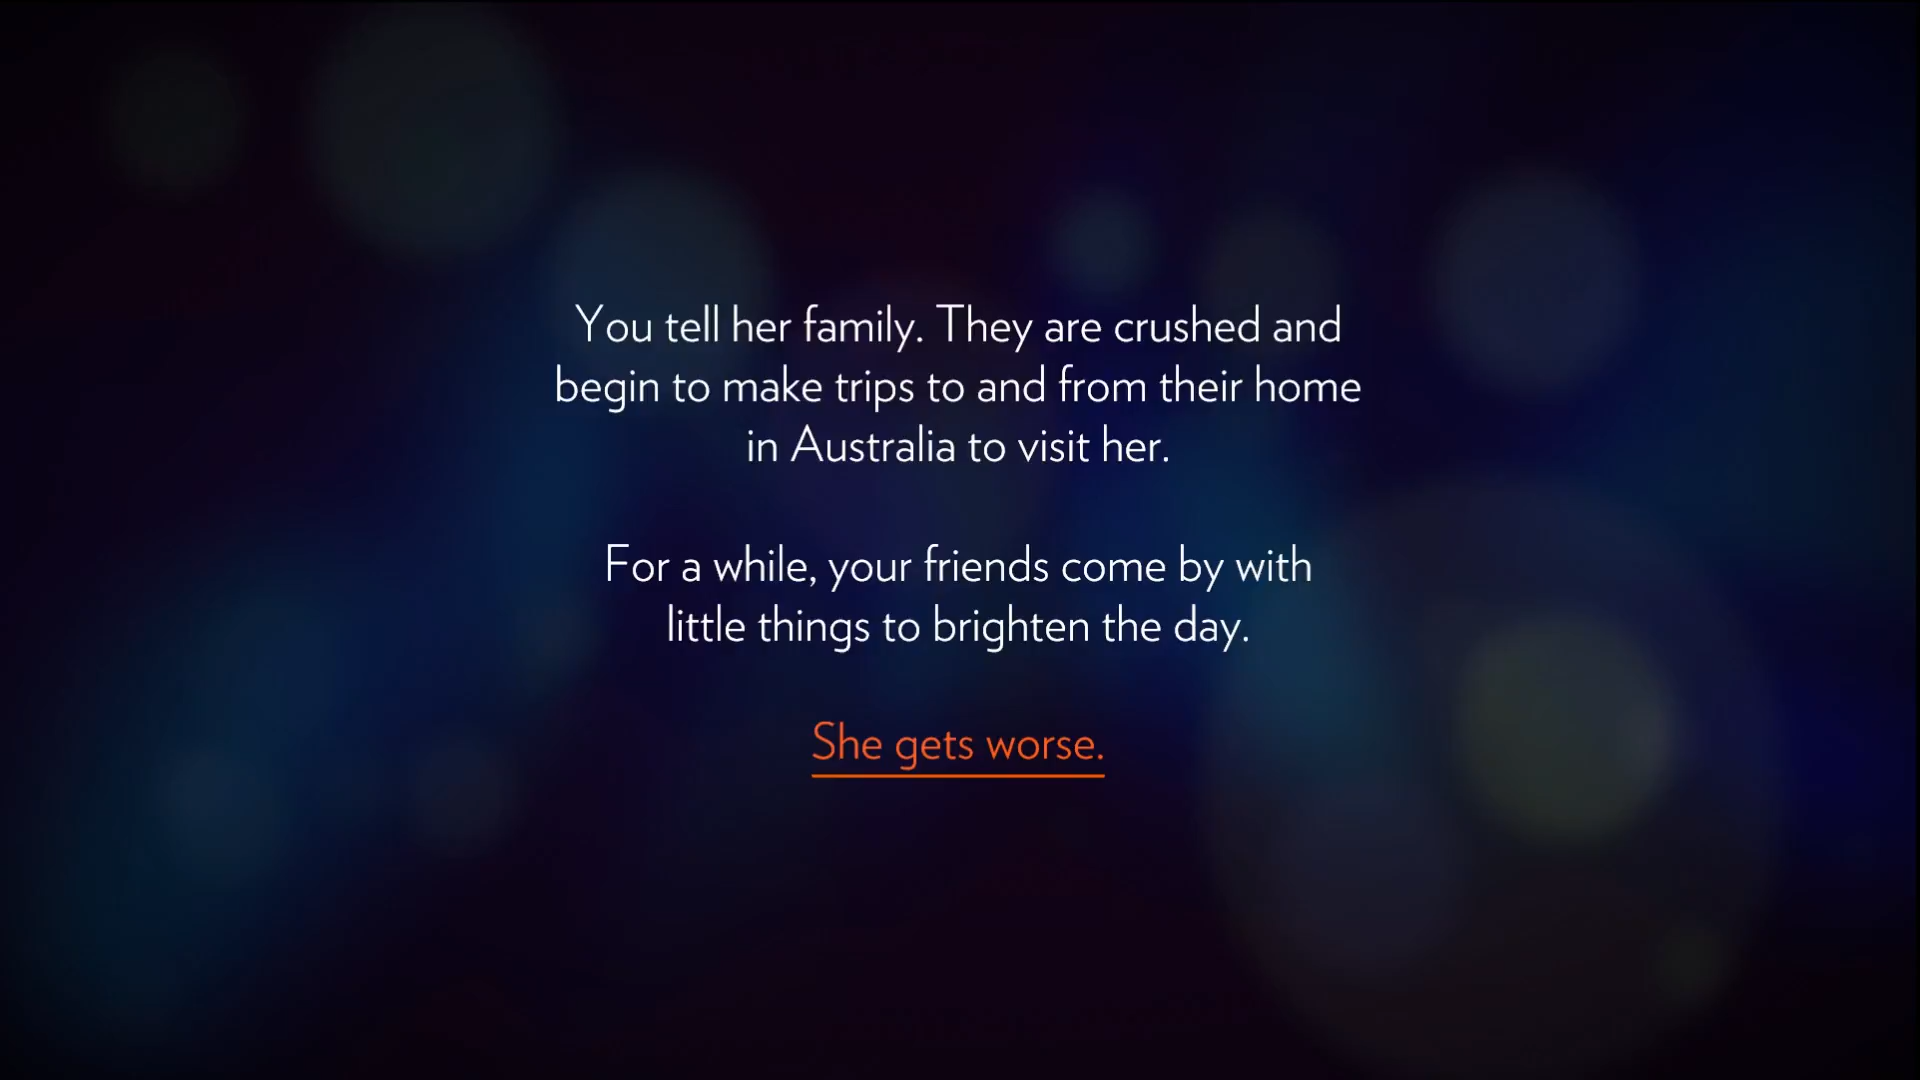 You tell her family. They are crushed and
begin to make trips to and from their home
in Australia to visit her.
For a while, your friends come by with
little things to brighten the day.
She gets worse.